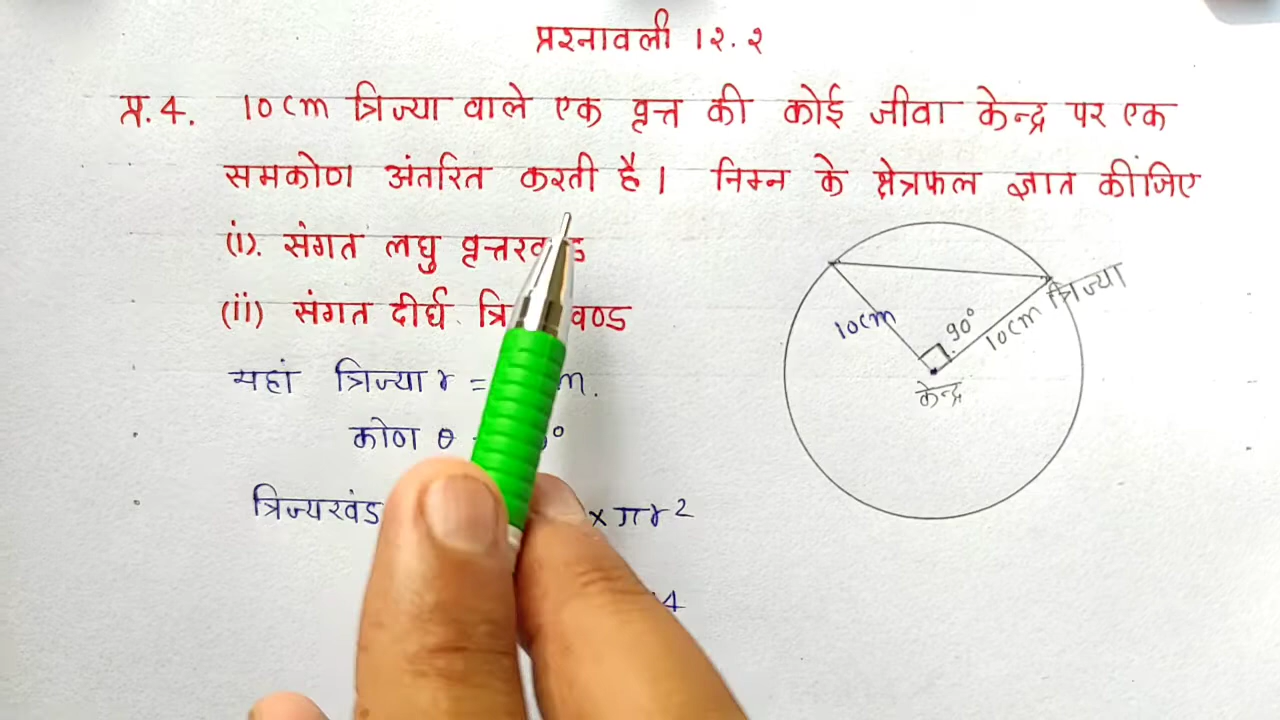 प्रश्नावली 12.2
प्र.4. 10cm त्रिज्या वाले एक वृत्त की कोई जीवा केन्द्र पर एक
समकोण अंतरित करती है। निम्न के क्षेत्रफल ज्ञात कीजिए
(i). संगत लघु
(ii) संगत दीर्घ
यहां त्रिज्या r =
कोण θ
त्रिज्यखंड
× πr²
10cm
90°
10cm त्रिज्या
केन्द्र